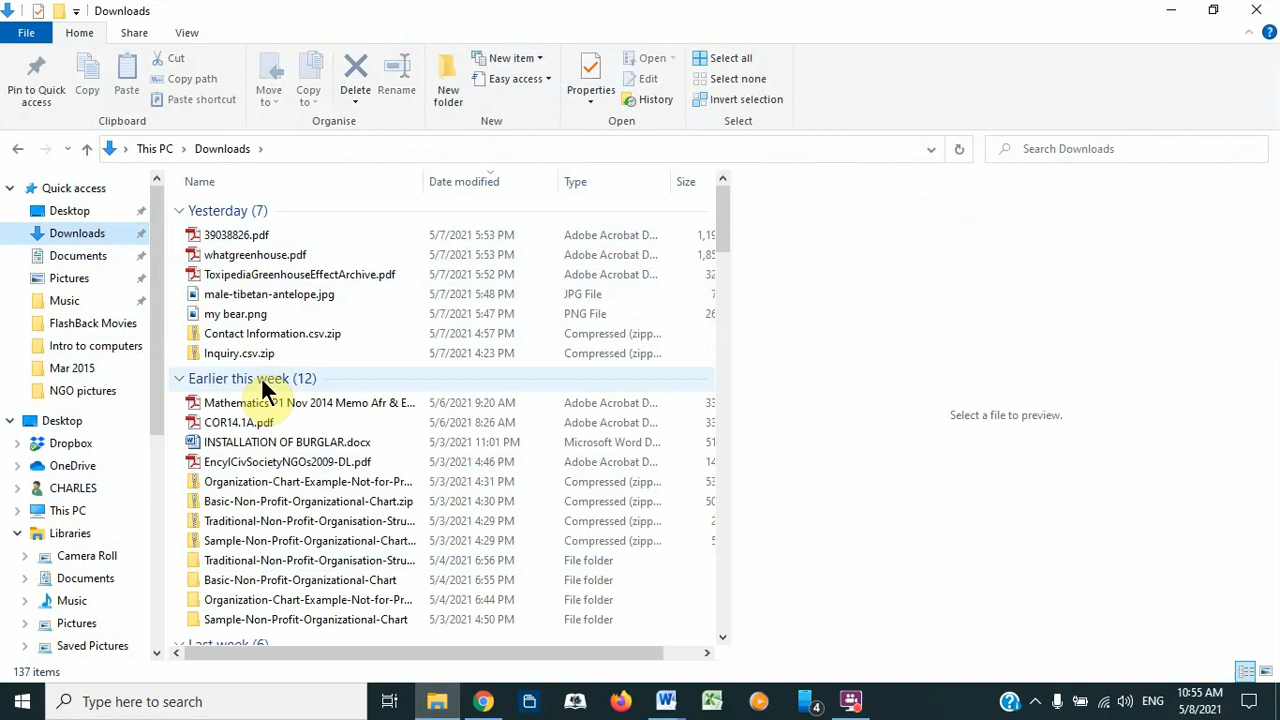 Downloads
File Home Share View
Pin to Quick access
Copy
Paste
Cut
Copy path
Paste shortcut
Clipboard
Move to
Copy to
Delete
Rename
Organise
New folder
New item
Easy access
New
Properties
Open
Edit
History
Open
Select all
Select none
Invert selection
Select
This PC Downloads
Search Downloads
Quick access
Desktop
Downloads
Documents
Pictures
Music
FlashBack Movies
Intro to computers
Mar 2015
NGO pictures
Desktop
Dropbox
OneDrive
CHARLES
This PC
Libraries
Camera Roll
Documents
Music
Pictures
Saved Pictures
Name Date modified Type Size
Yesterday (7)
39038826.pdf 5/7/2021 5:53 PM Adobe Acrobat D... 1,19
whatgreenhouse.pdf 5/7/2021 5:53 PM Adobe Acrobat D... 1,85
ToxipediaGreenhouseEffectArchive.pdf 5/7/2021 5:52 PM Adobe Acrobat D... 32
male-tibetan-antelope.jpg 5/7/2021 5:48 PM JPG File 7
my bear.png 5/7/2021 5:47 PM PNG File 26
Contact Information.csv.zip 5/7/2021 4:57 PM Compressed (zipp...
Inquiry.csv.zip 5/7/2021 4:23 PM Compressed (zipp...
Earlier this week (12)
Mathematics P1 Nov 2014 Memo Afr & E... 5/6/2021 9:20 AM Adobe Acrobat D... 33
COR14.1A.pdf 5/6/2021 8:26 AM Adobe Acrobat D... 33
INSTALLATION OF BURGLAR.docx 5/3/2021 11:01 PM Microsoft Word D... 51
EncylCivSocietyNGOs2009-DL.pdf 5/3/2021 4:46 PM Adobe Acrobat D... 14
Organization-Chart-Example-Not-for-Pr... 5/3/2021 4:31 PM Compressed (zipp... 53
Basic-Non-Profit-Organizational-Chart.zip 5/3/2021 4:30 PM Compressed (zipp... 50
Traditional-Non-Profit-Organisation-Stru... 5/3/2021 4:29 PM Compressed (zipp... 2
Sample-Non-Profit-Organizational-Chart... 5/3/2021 4:29 PM Compressed (zipp... 5
Traditional-Non-Profit-Organisation-Stru... 5/4/2021 6:55 PM File folder
Basic-Non-Profit-Organizational-Chart 5/4/2021 6:55 PM File folder
Organization-Chart-Example-Not-for-Pr... 5/4/2021 6:44 PM File folder
Sample-Non-Profit-Organizational-Chart 5/3/2021 4:50 PM File folder
Last week (6)
Select a file to preview.
137 items
Type here to search
4
ENG
10:55 AM
5/8/2021